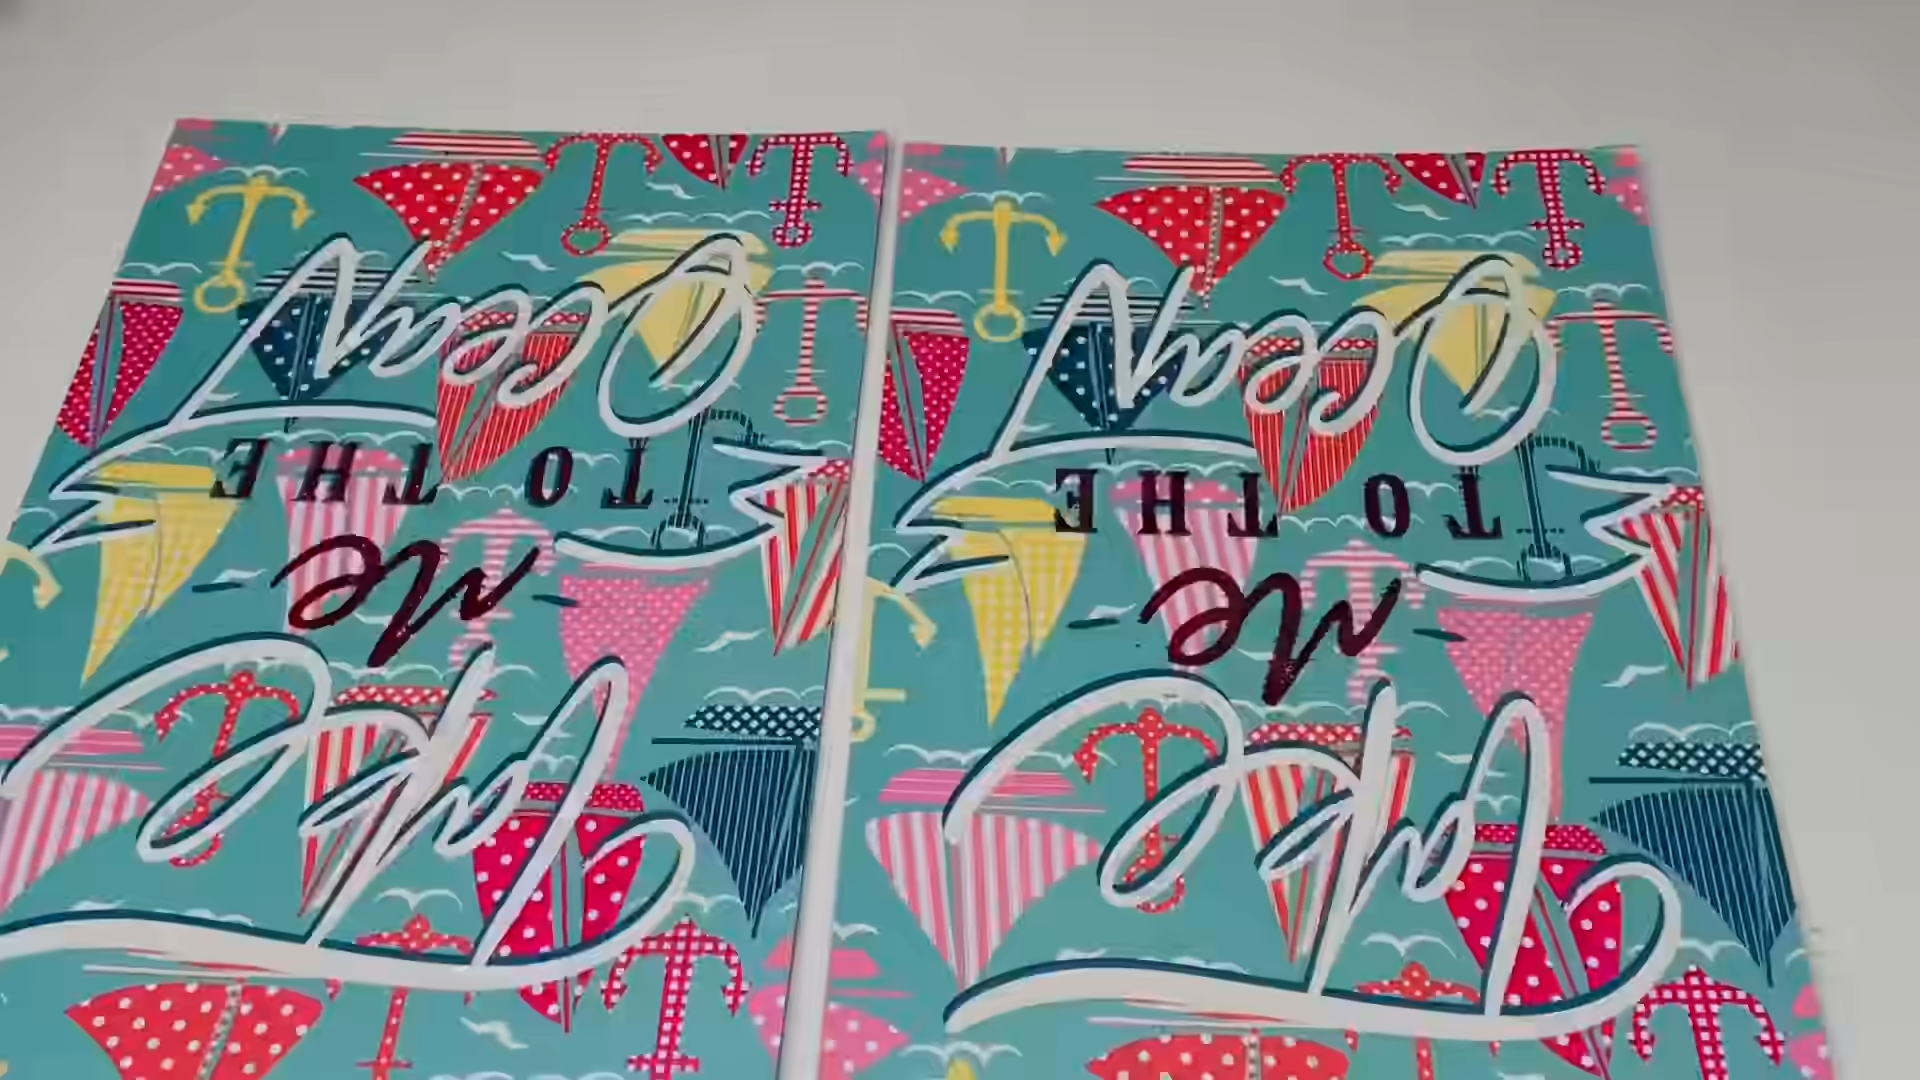 Take
Me
TO THE
Ocean
Take
Me
TO THE
Ocean